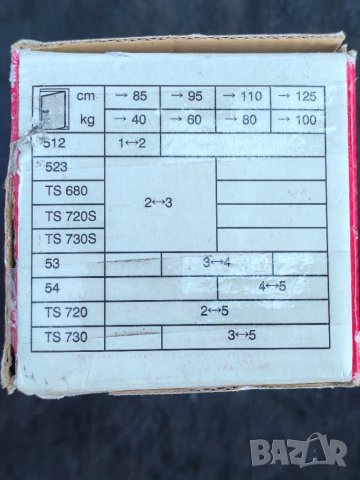 cm → 85 → 95 → 110 → 125
kg → 40 → 60 → 80 → 100
512 1↔2
523
TS 680
2↔3
TS 720S
TS 730S
53 3↔4
54 4↔5
TS 720 2↔5
TS 730 3↔5
BAZAR
bg